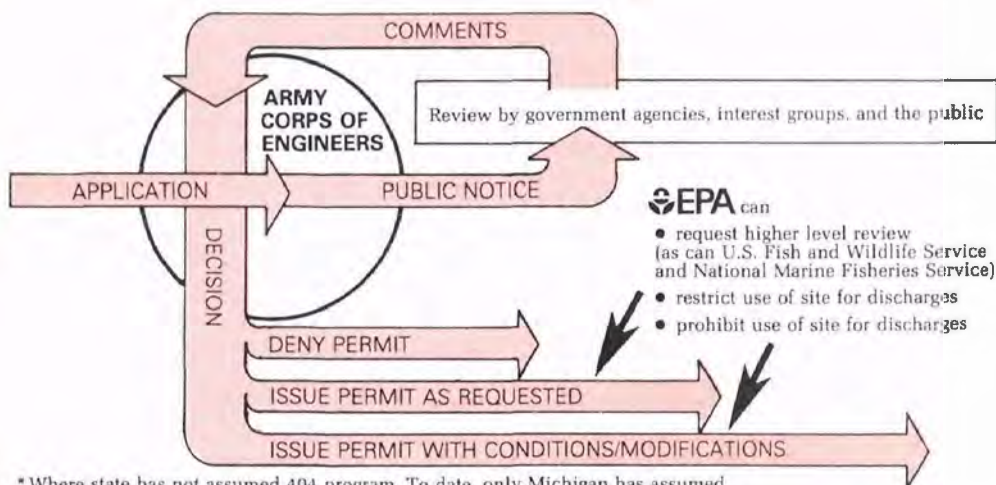 COMMENTS
ARMY
CORPS OF
ENGINEERS
Review by government agencies, interest groups, and the public
APPLICATION
PUBLIC NOTICE
EPA can
• request higher level review
(as can U.S. Fish and Wildlife Service
and National Marine Fisheries Service)
• restrict use of site for discharges
• prohibit use of site for discharges
DECISION
DENY PERMIT
ISSUE PERMIT AS REQUESTED
ISSUE PERMIT WITH CONDITIONS/MODIFICATIONS
*Where state has not assumed 404 program. To date, only Michigan has assumed